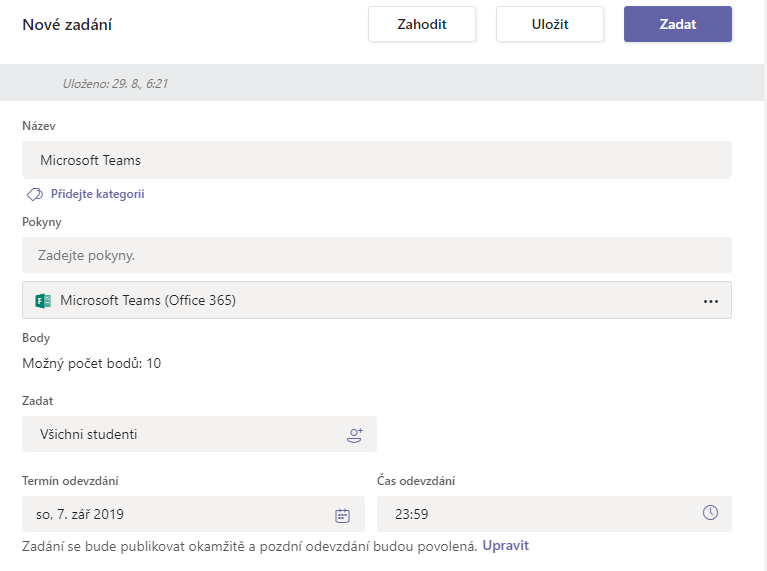 Nové zadání
Zahodit
Uložit
Zadat
Uloženo: 29. 8., 6:21
Název
Microsoft Teams
Přidejte kategorii
Pokyny
Zadejte pokyny.
Microsoft Teams (Office 365)
Body
Možný počet bodů: 10
Zadat
Všichni studenti
Termín odevzdání
Čas odevzdání
so, 7. zář 2019
23:59
Zadání se bude publikovat okamžitě a pozdní odevzdání budou povolená. Upravit